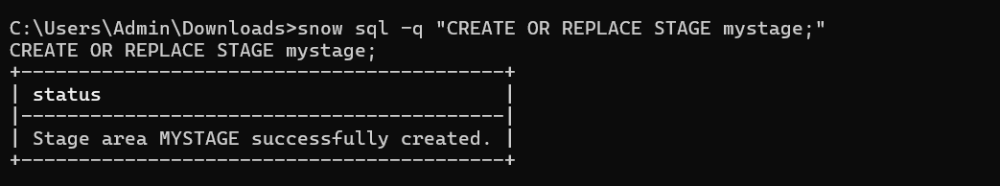 C:\Users\Admin\Downloads>snow sql -q "CREATE OR REPLACE STAGE mystage;"
CREATE OR REPLACE STAGE mystage;
+-----------------------------------------+
| status                                  |
|-----------------------------------------|
| Stage area MYSTAGE successfully created. |
+-----------------------------------------+